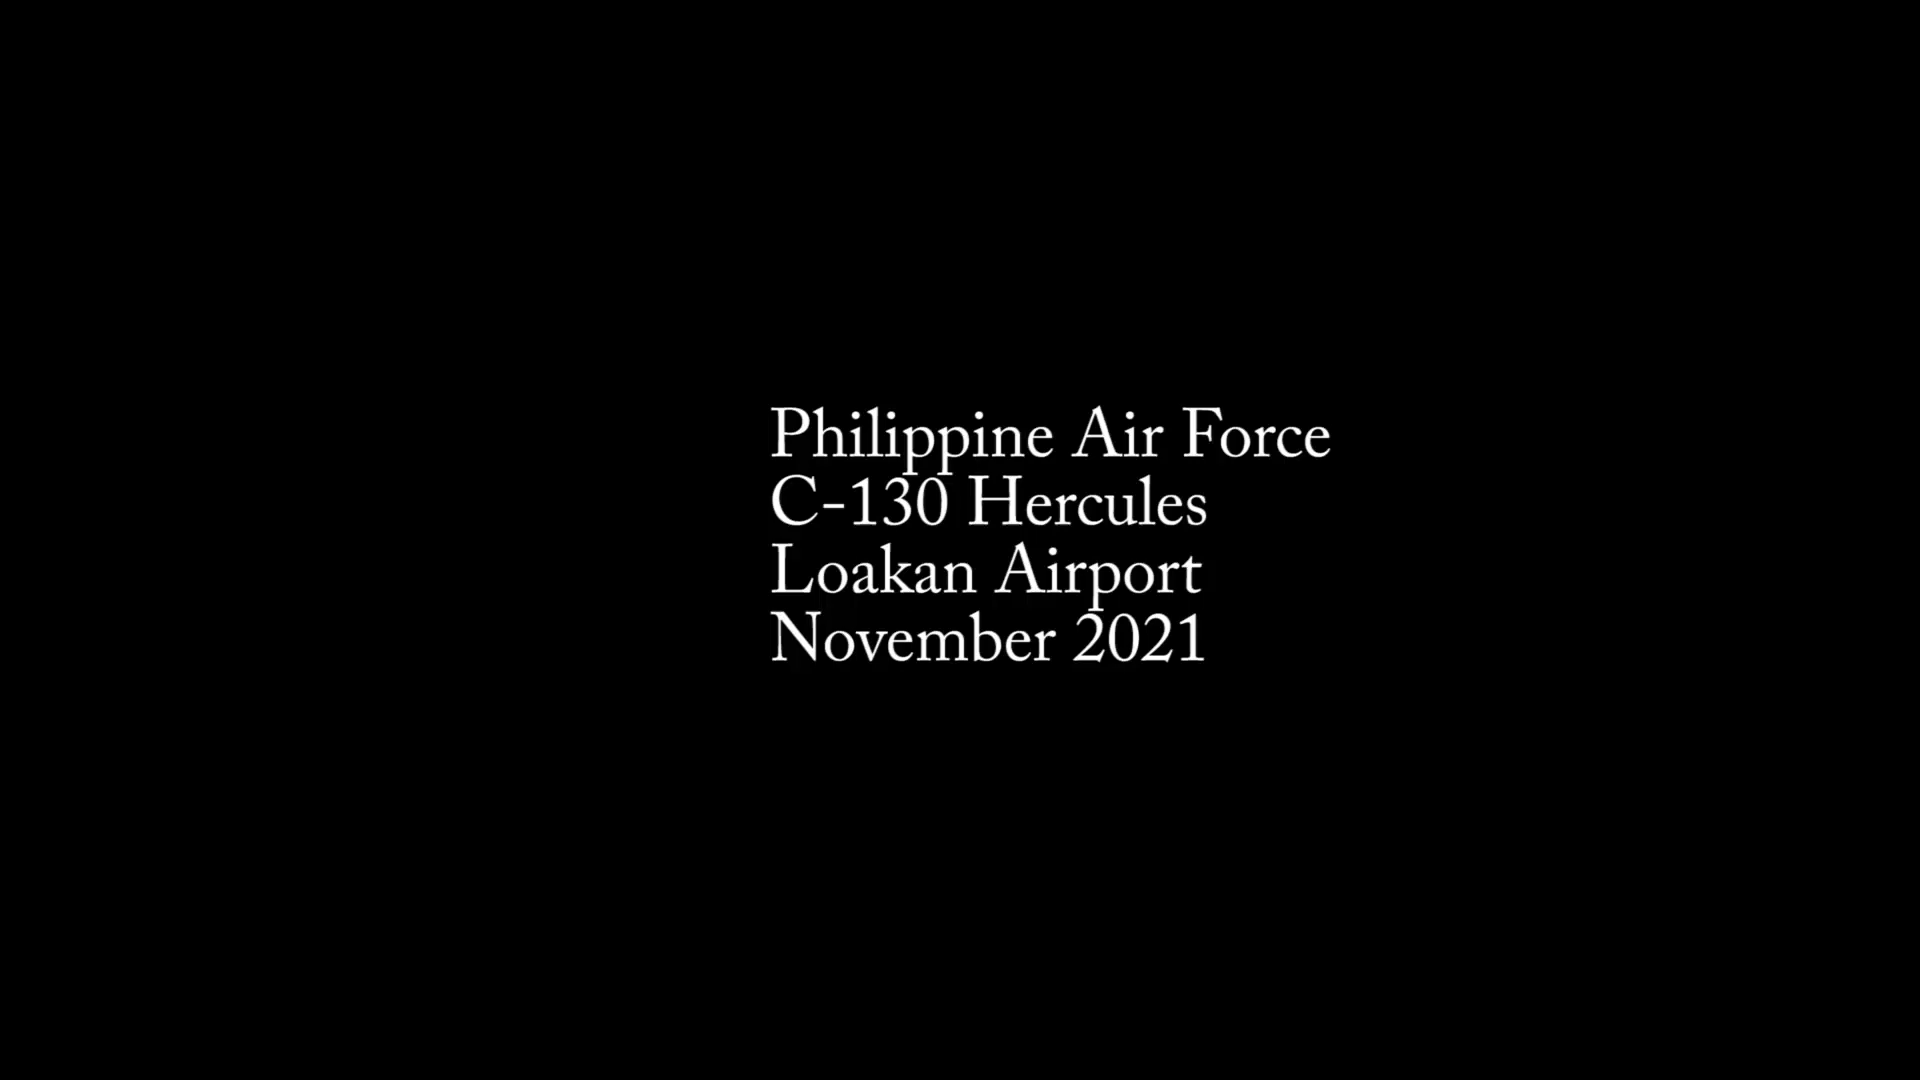 Philippine Air Force
C-130 Hercules
Loakan Airport
November 2021